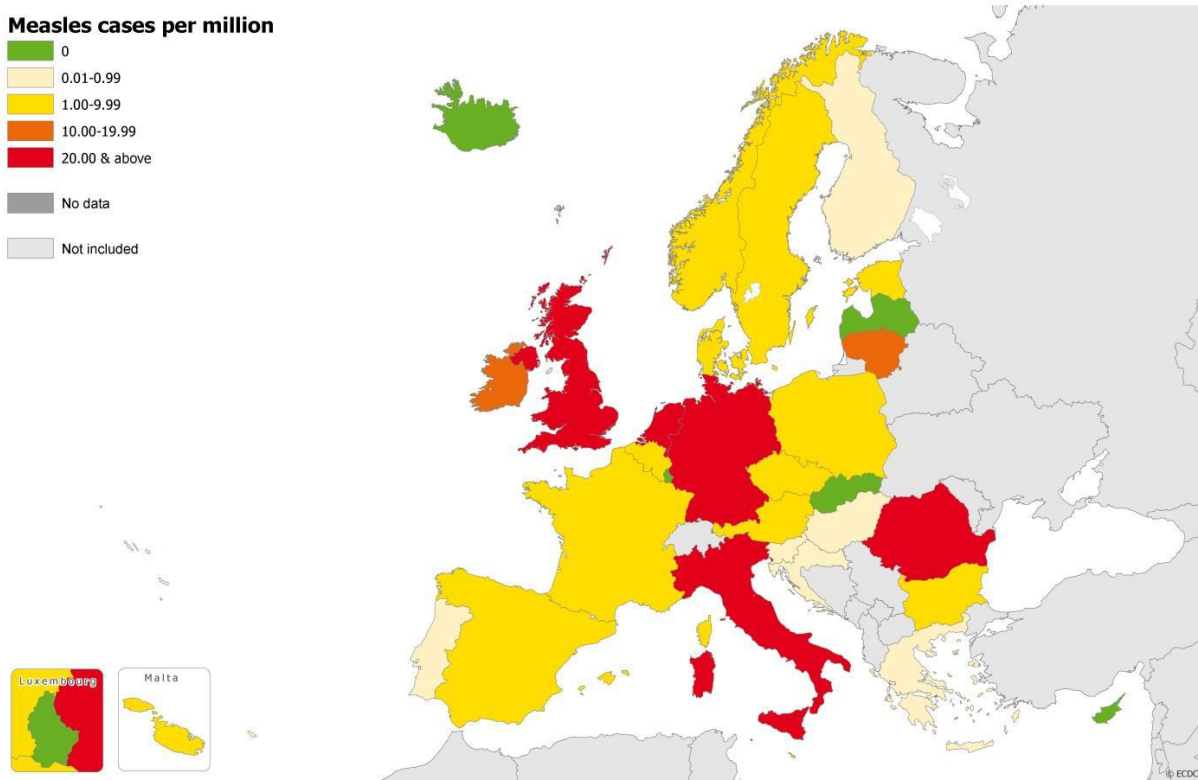 Measles cases per million
0
0.01-0.99
1.00-9.99
10.00-19.99
20.00 & above
No data
Not included
Luxembourg
Malta
© ECDC